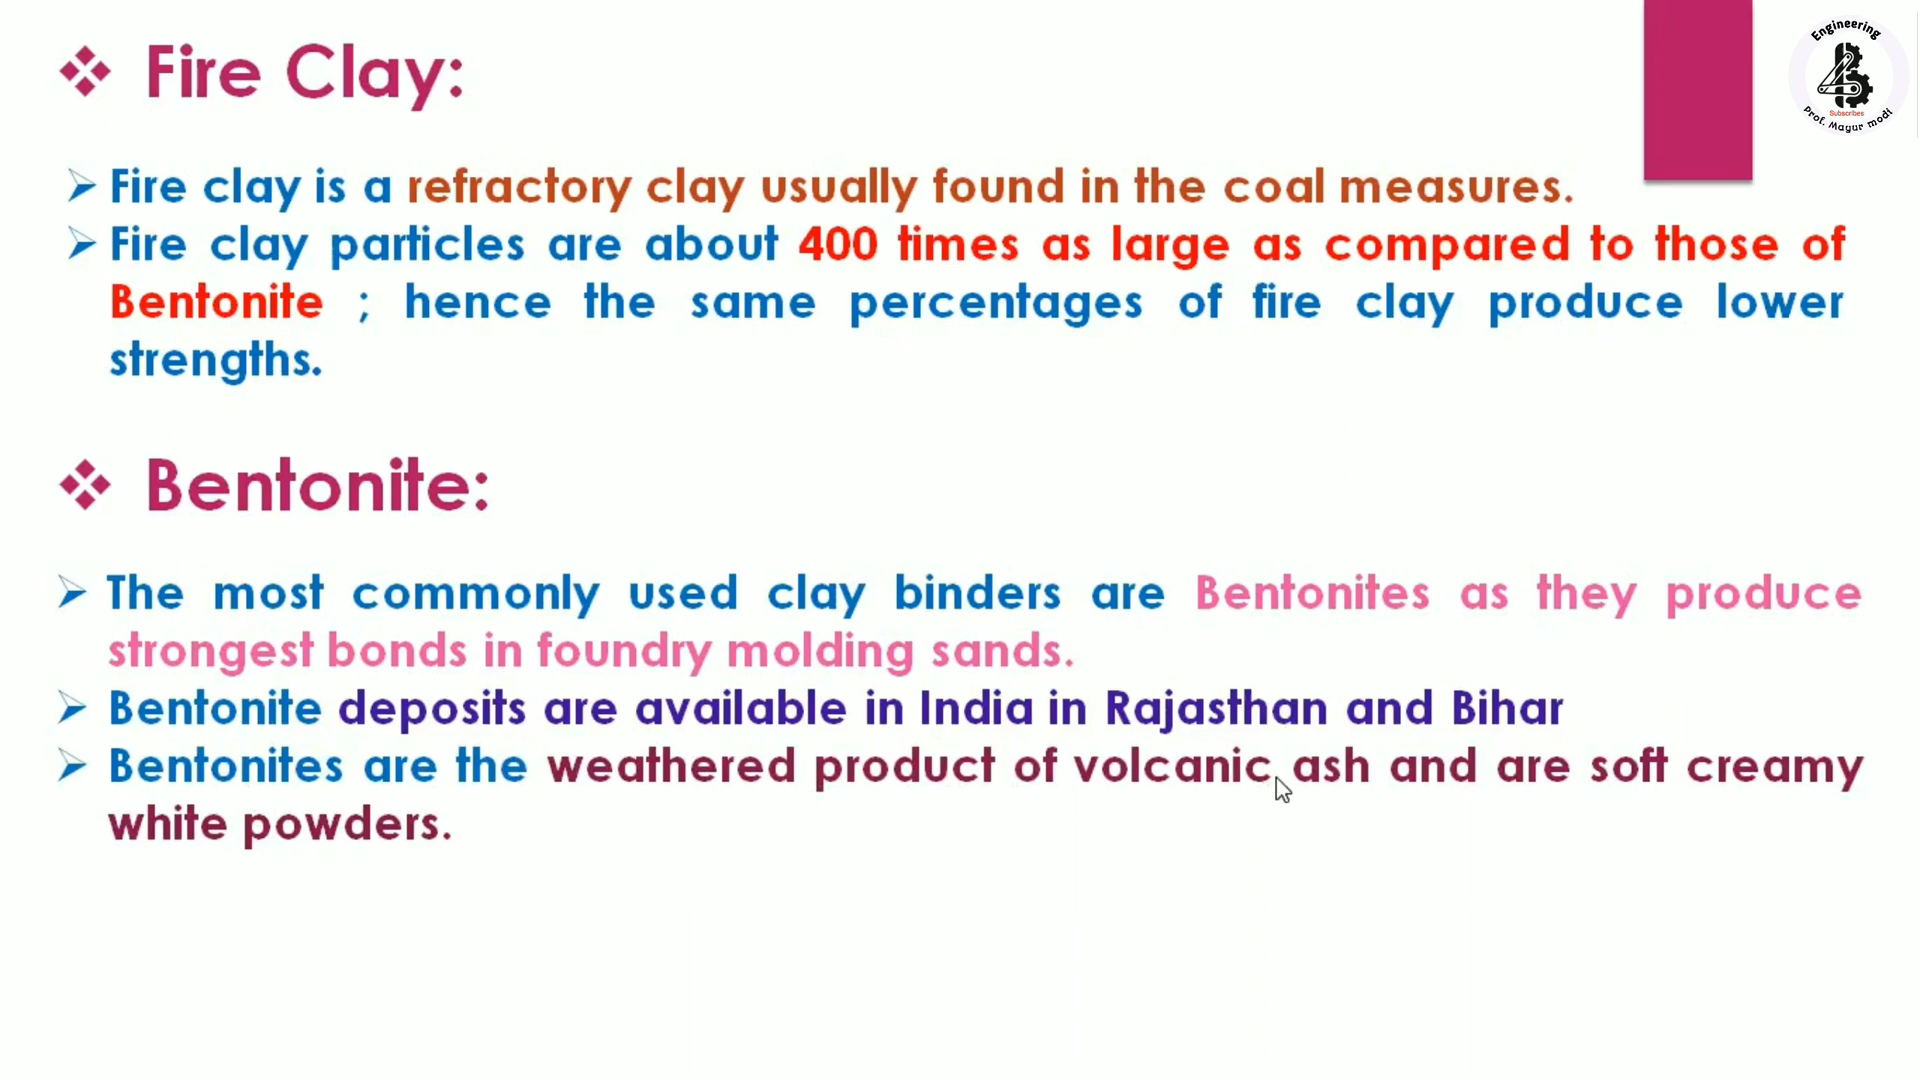 Fire Clay:
Engineering
Subscribes
Prof. Mayur modi
Fire clay is a refractory clay usually found in the coal measures.
Fire clay particles are about 400 times as large as compared to those of
Bentonite ; hence the same percentages of fire clay produce lower
strengths.
Bentonite:
The most commonly used clay binders are Bentonites as they produce
strongest bonds in foundry molding sands.
Bentonite deposits are available in India in Rajasthan and Bihar
Bentonites are the weathered product of volcanic ash and are soft creamy
white powders.